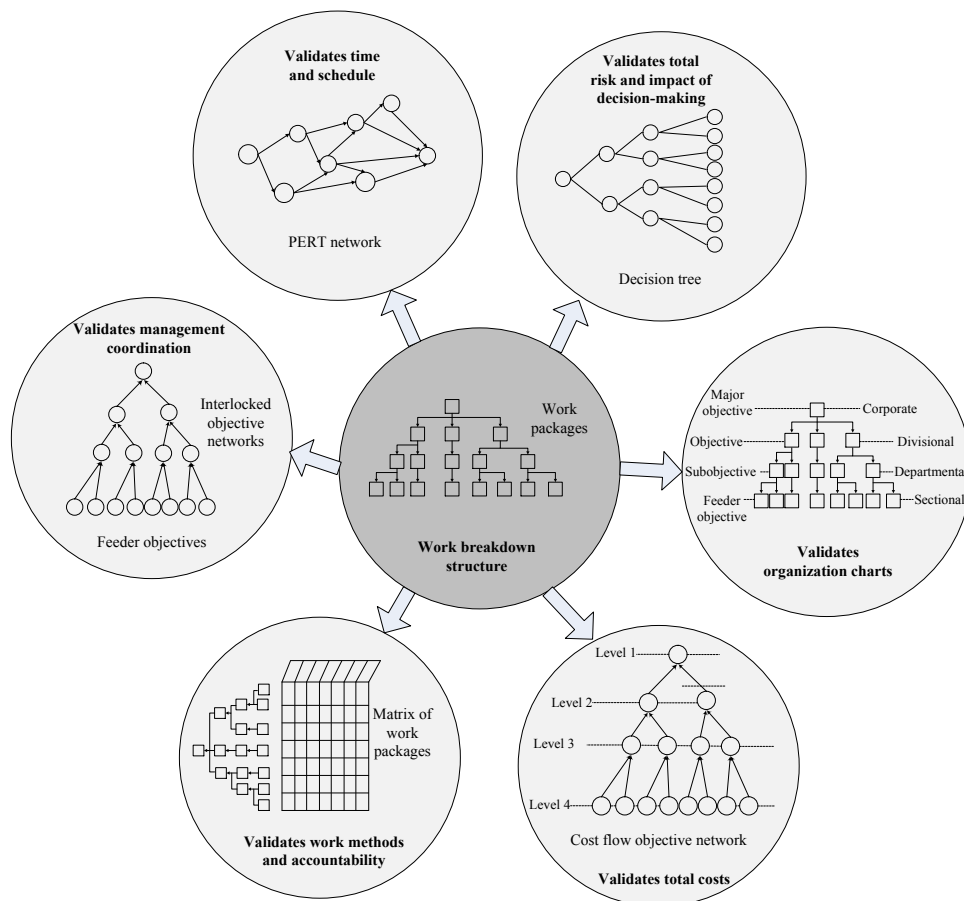 Validates time
and schedule
PERT network
Validates total
risk and impact of
decision-making
Decision tree
Validates management
coordination
Interlocked
objective
networks
Feeder objectives
Work
packages
Work breakdown
structure
Major
objective
Corporate
Objective
Divisional
Subobjective
Departmenta
Feeder
objective
Sectional
Validates
organization charts
Matrix of
work
packages
Validates work methods
and accountability
Level 1
Level 2
Level 3
Level 4
Cost flow objective network
Validates total costs